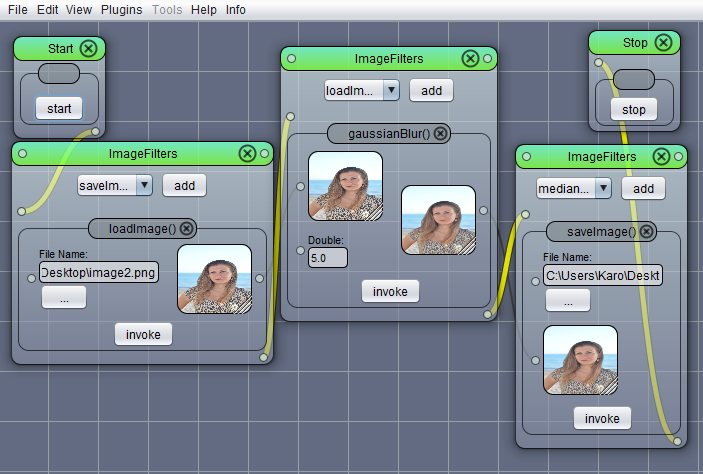 File Edit View Plugins Tools Help Info
Start
start
ImageFilters
saveIm... add
loadImage()
File Name:
Desktop\image2.png
...
invoke
ImageFilters
loadIm... add
gaussianBlur()
Double:
5.0
invoke
Stop
stop
ImageFilters
median... add
saveImage()
File Name:
C:\Users\Karo\Deskt
...
invoke